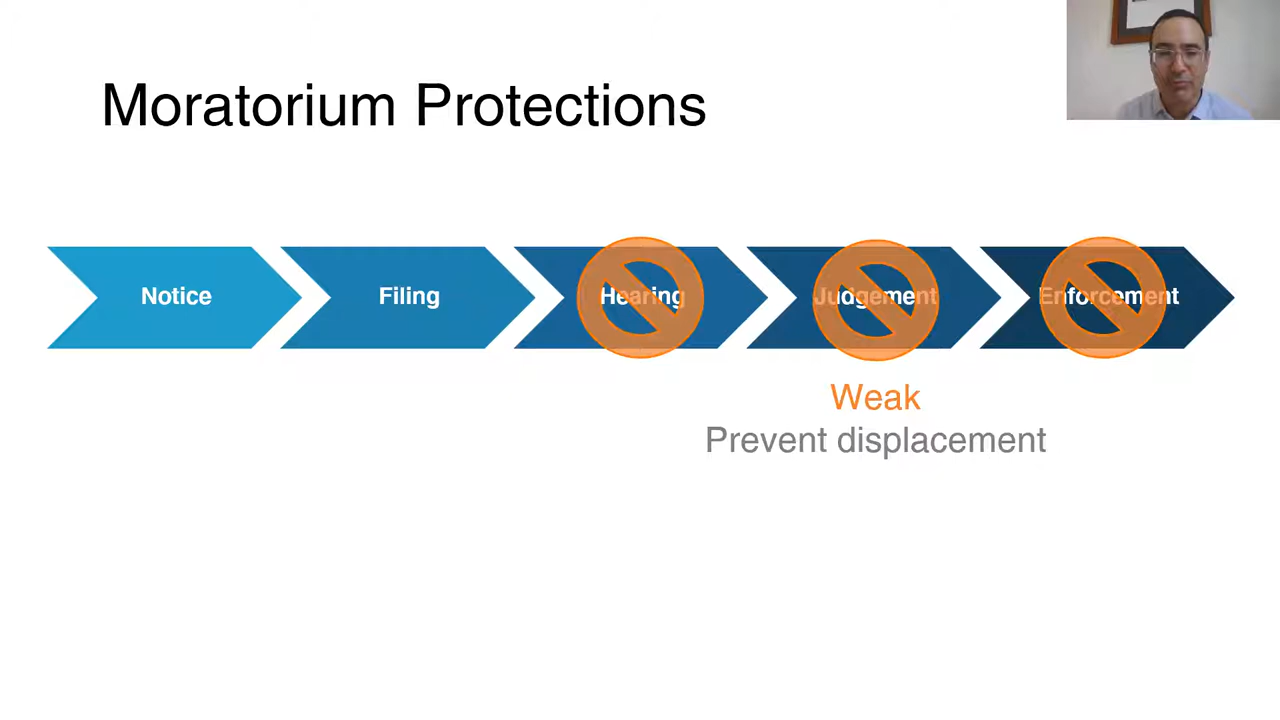 Moratorium Protections
Notice
Filing
Hearing
Judgement
Enforcement
Weak
Prevent displacement